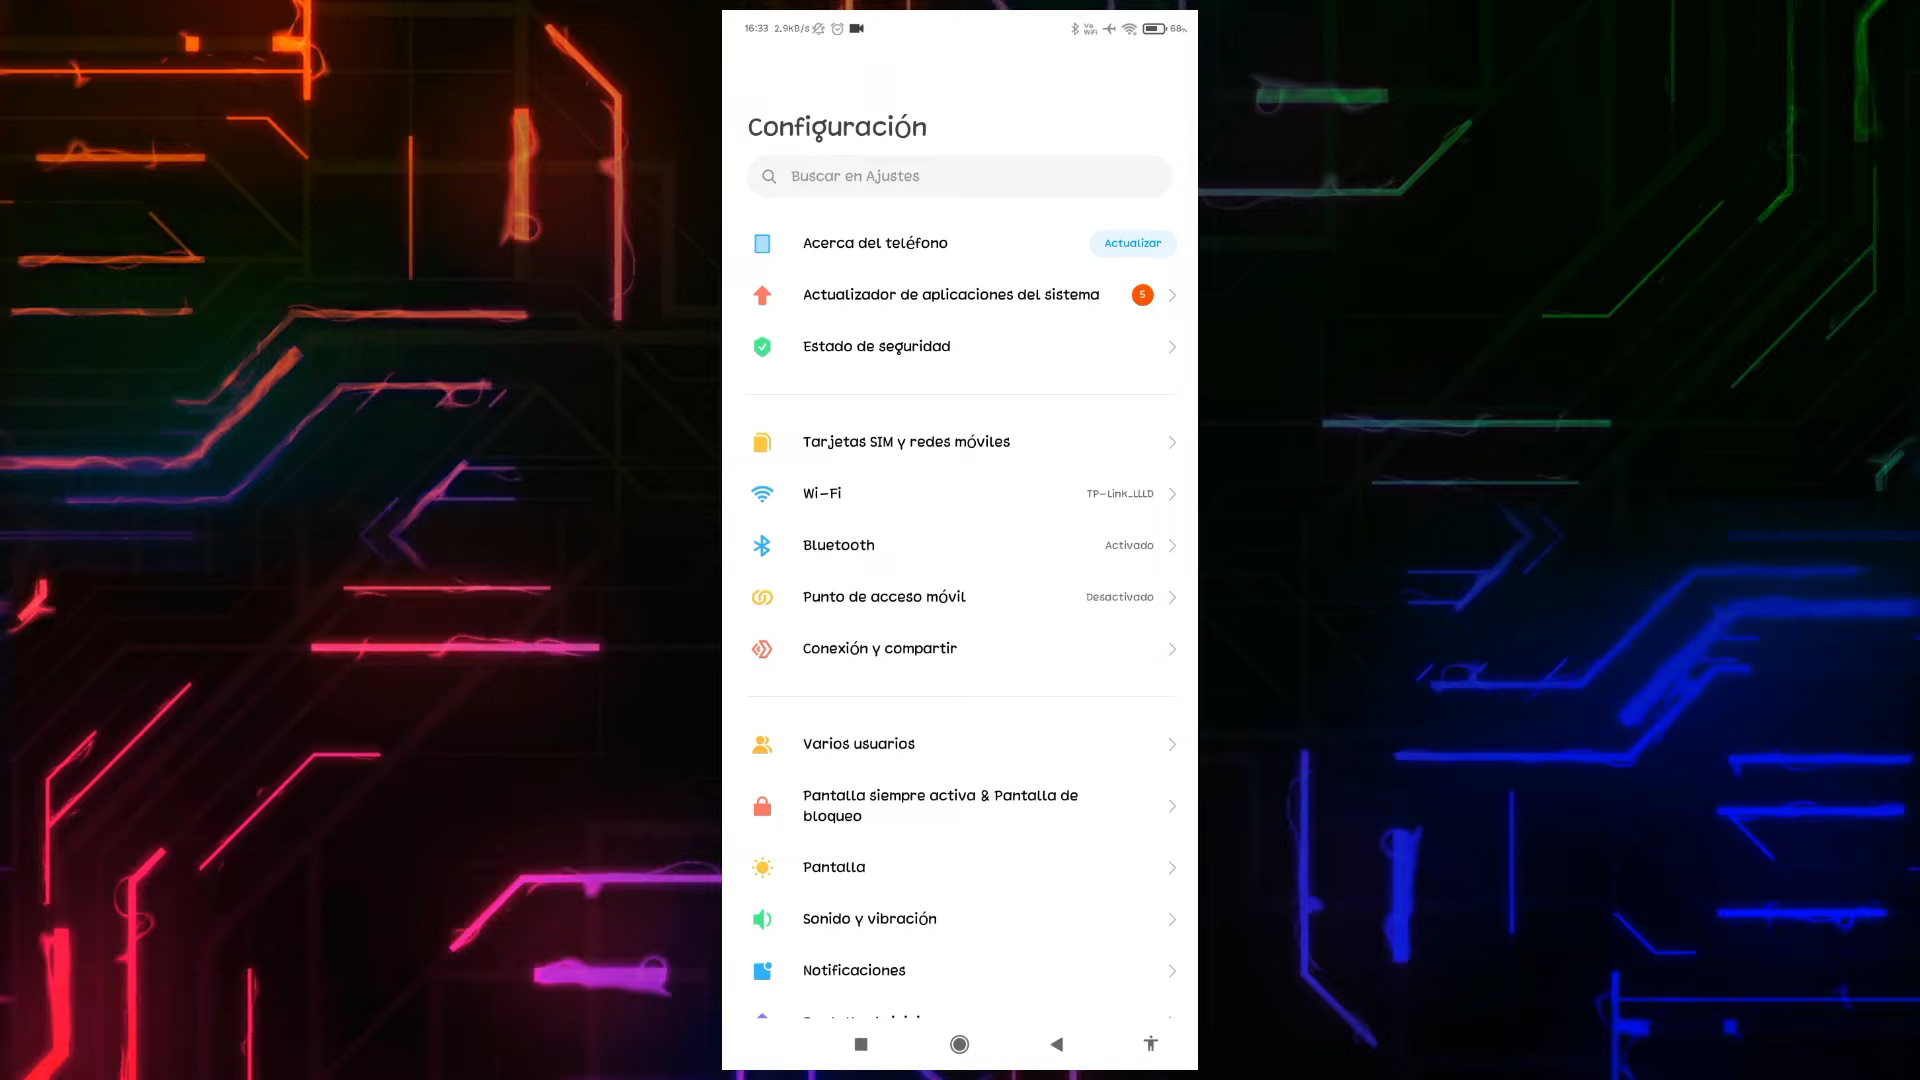 16:33 2.9kB/s Vo WiFi 68%
Configuración
Buscar en Ajustes
Acerca del teléfono Actualizar
Actualizador de aplicaciones del sistema 5
Estado de seguridad
Tarjetas SIM y redes móviles
Wi-Fi TP-Link_LLLD
Bluetooth Activado
Punto de acceso móvil Desactivado
Conexión y compartir
Varios usuarios
Pantalla siempre activa & Pantalla de
bloqueo
Pantalla
Sonido y vibración
Notificaciones